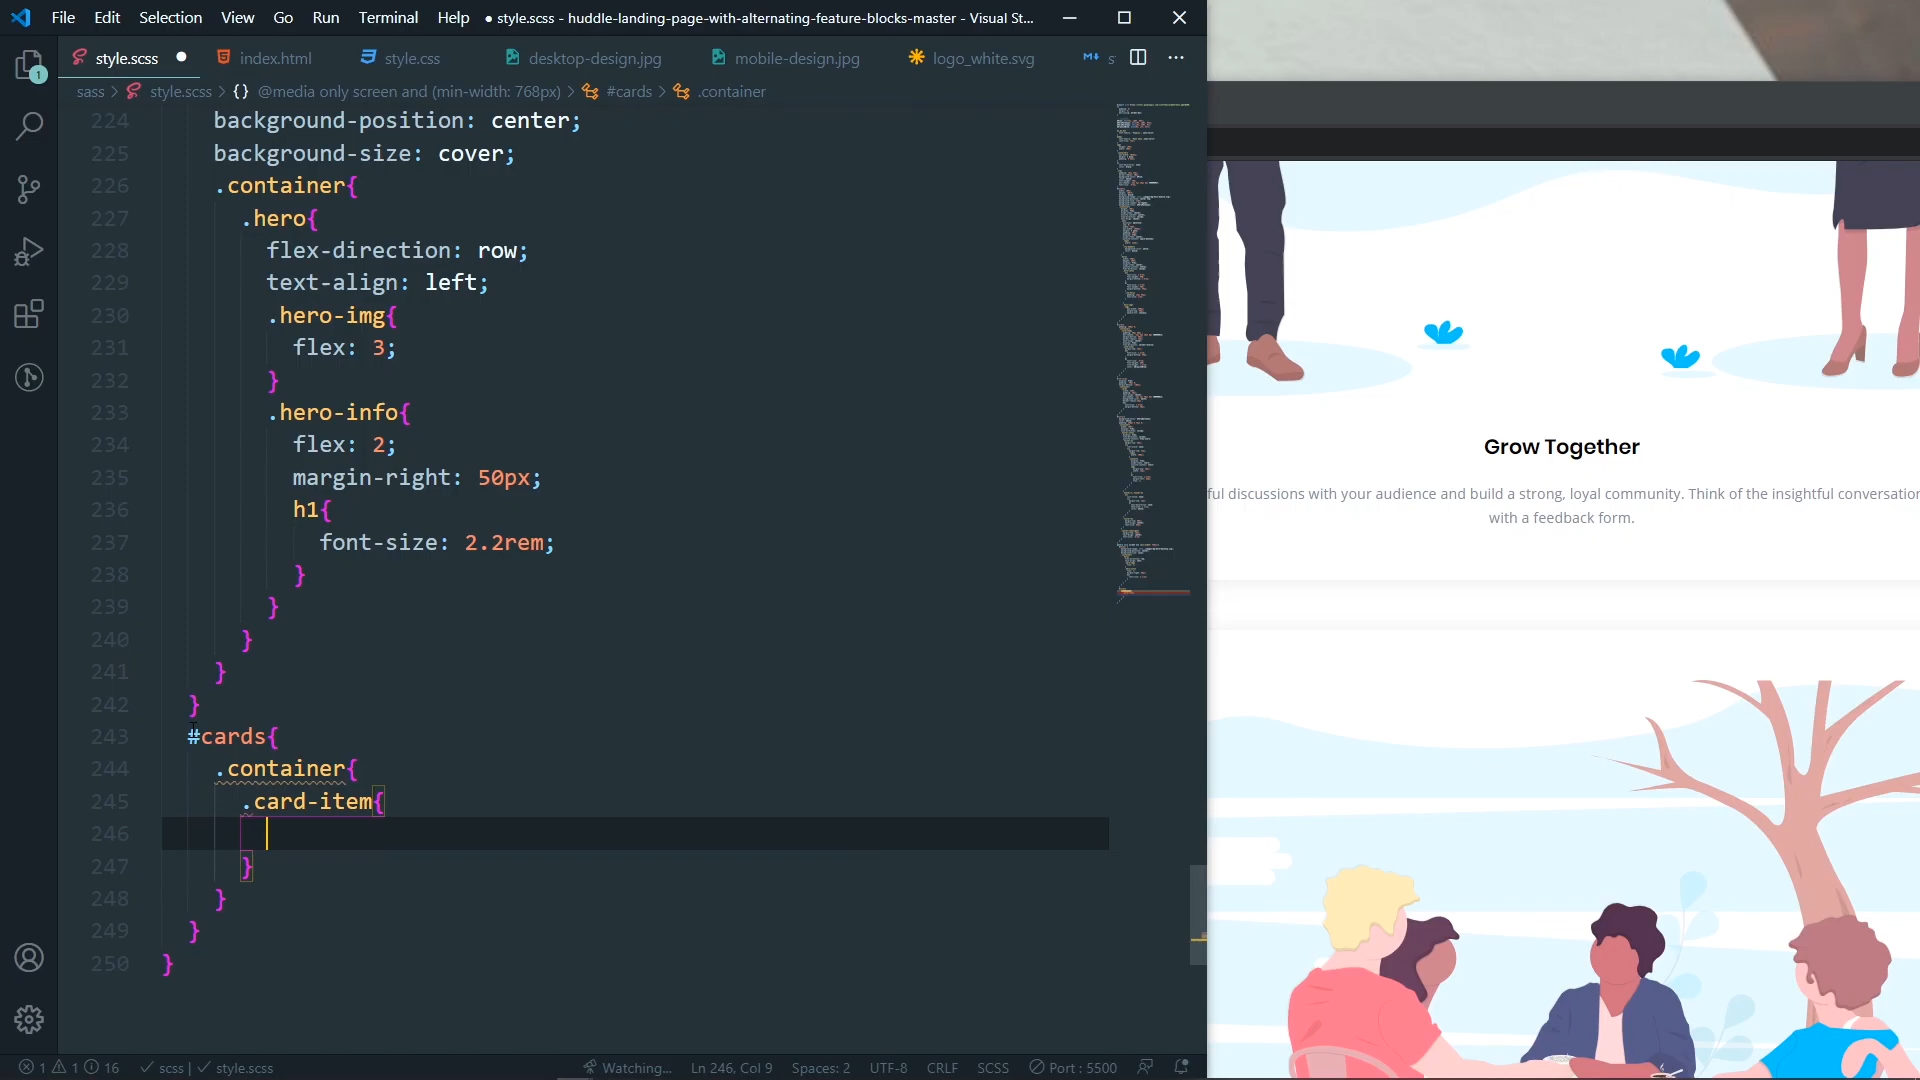 File Edit Selection View Go Run Terminal Help ● style.scss - huddle-landing-page-with-alternating-feature-blocks-master - Visual St...
style.scss index.html style.css desktop-design.jpg mobile-design.jpg logo_white.svg
sass > style.scss > {} @media only screen and (min-width: 768px) > #cards > .container
1
224 background-position: center;
225 background-size: cover;
226 .container{
227 .hero{
228 flex-direction: row;
229 text-align: left;
230 .hero-img{
231 flex: 3;
232 }
233 .hero-info{
234 flex: 2;
235 margin-right: 50px;
236 h1{
237 font-size: 2.2rem;
238 }
239 }
240 }
241 }
242 }
243 #cards{
244 .container{
245 .card-item{
246
247 }
248 }
249 }
250 }
Grow Together
ful discussions with your audience and build a strong, loyal community. Think of the insightful conversation
with a feedback form.
1 1 16 scss | style.scss Watching... Ln 246, Col 9 Spaces: 2 UTF-8 CRLF SCSS Port : 5500